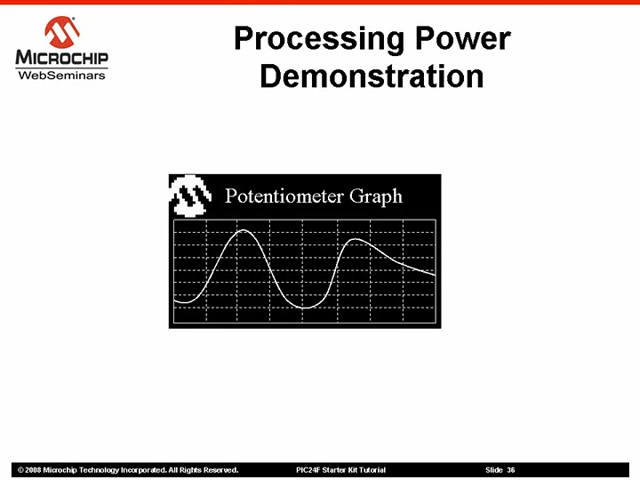 Processing Power
Demonstration
MICROCHIP
WebSeminars
Potentiometer Graph
© 2008 Microchip Technology Incorporated. All Rights Reserved.
PIC24F Starter Kit Tutorial
Slide 36